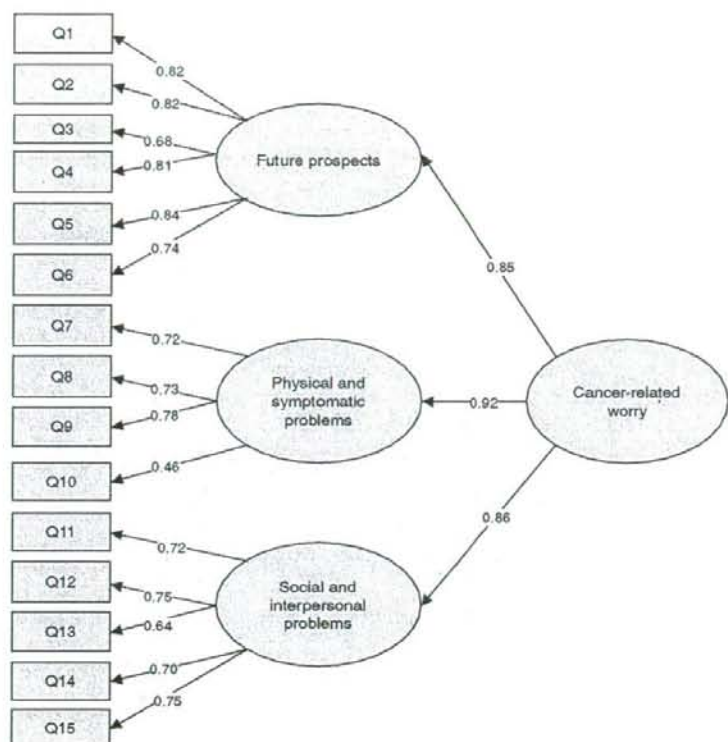 Q1
0.82
Q2
0.82
Q3
0.68
Q4
0.81
Q5
0.84
Q6
0.74
Future prospects
0.85
Q7
0.72
Q8
0.73
Q9
0.78
Q10
0.46
Physical and
symptomatic
problems
0.92
Cancer-related
worry
0.86
Q11
0.72
Q12
0.75
Q13
0.64
Q14
0.70
Q15
0.75
Social and
interpersonal
problems